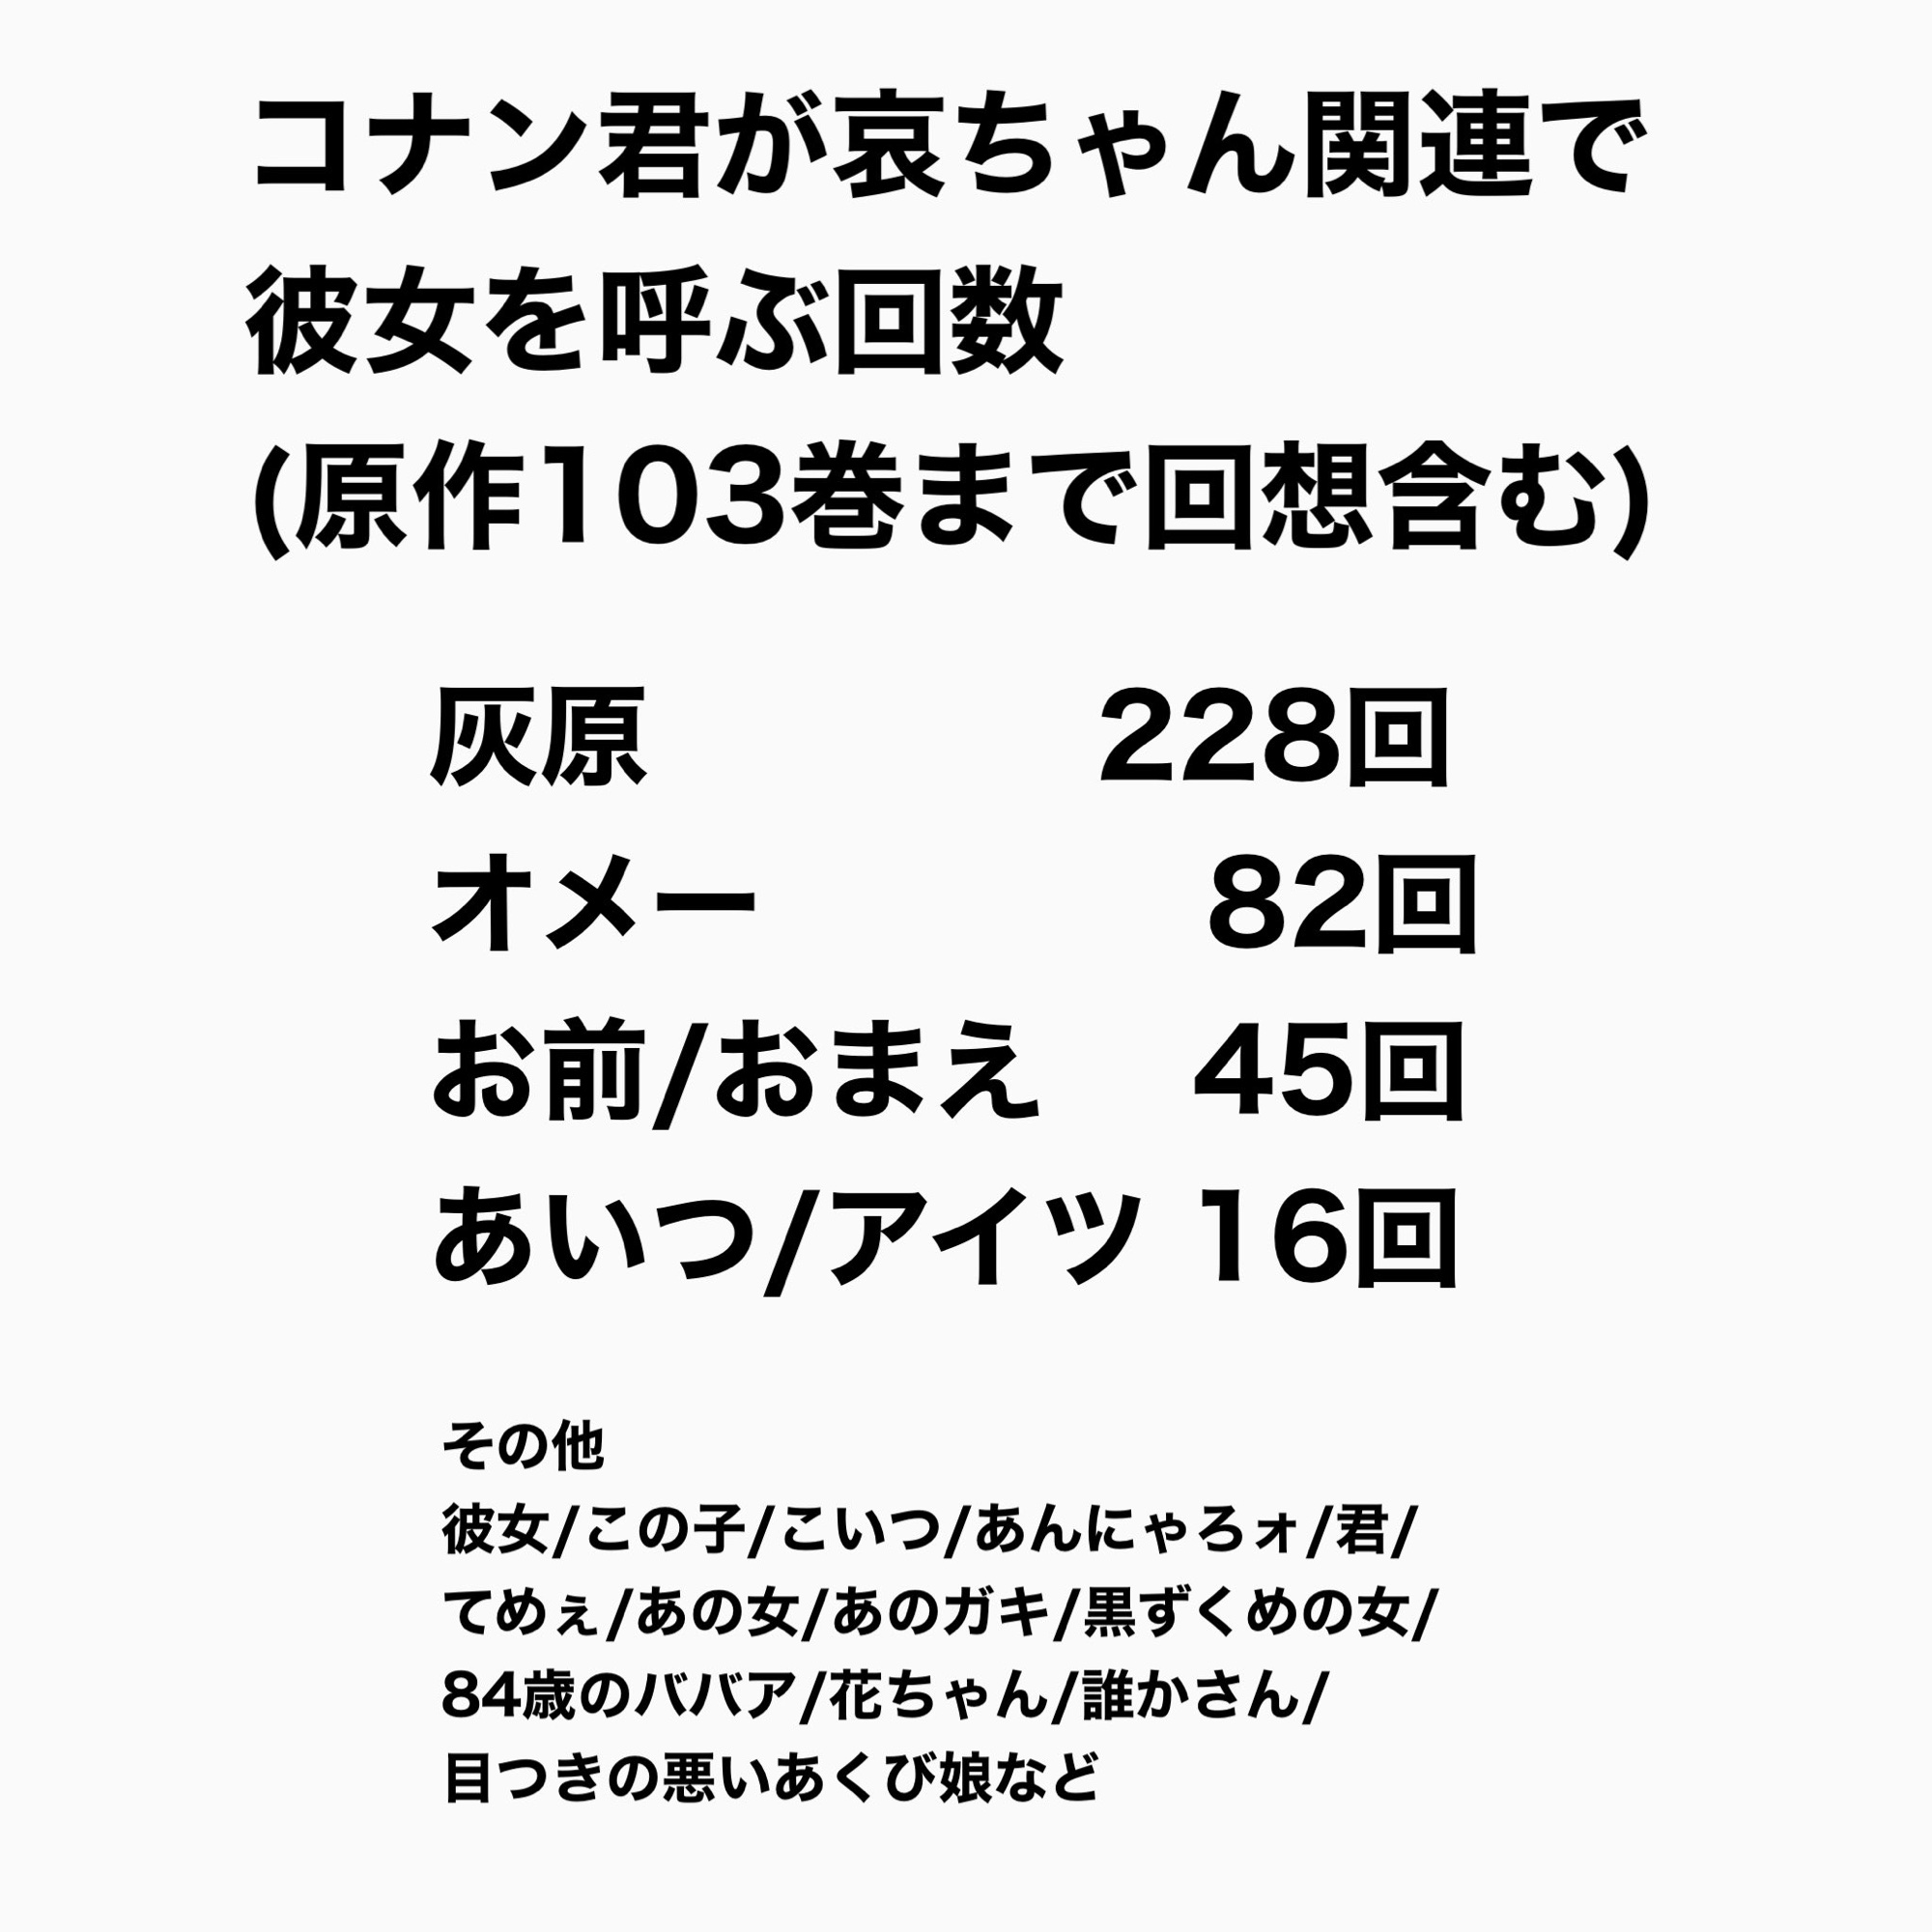 コナン君が哀ちゃん関連で
彼女を呼ぶ回数
(原作103巻まで回想含む)
灰原 228回
オメー 82回
お前/おまえ 45回
あいつ/アイツ 16回
その他
彼女/この子/こいつ/あんにゃろォ/君/
てめぇ/あの女/あのガキ/黒ずくめの女/
84歳のババア/花ちゃん/誰かさん/
目つきの悪いあくび娘など